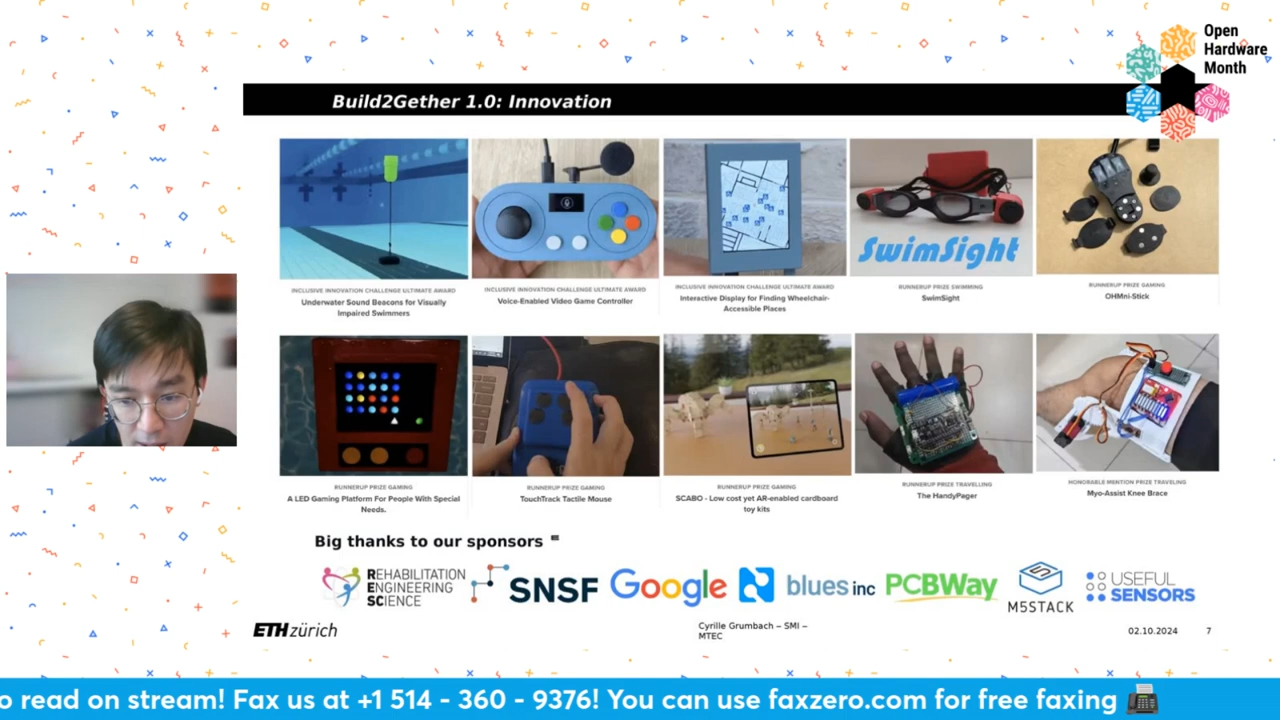 Open
Hardware
Month
Build2Gether 1.0: Innovation
SwimSight
INCLUSIVE INNOVATION CHALLENGE ULTIMATE AWARD
Underwater Sound Beacons for Visually
Impaired Swimmers
INCLUSIVE INNOVATION CHALLENGE ULTIMATE AWARD
Voice-Enabled Video Game Controller
INCLUSIVE INNOVATION CHALLENGE ULTIMATE AWARD
Interactive Display for Finding Wheelchair-
Accessible Places
RUNNERUP PRIZE SWIMMING
SwimSight
RUNNERUP PRIZE GAMING
OHMni-Stick
RUNNERUP PRIZE GAMING
A LED Gaming Platform For People With Special
Needs.
RUNNERUP PRIZE GAMING
TouchTrack Tactile Mouse
RUNNERUP PRIZE GAMING
SCABO - Low cost yet AR-enabled cardboard
toy kits
RUNNERUP PRIZE TRAVELLING
The HandyPager
HONORABLE MENTION PRIZE TRAVELING
Myo-Assist Knee Brace
Big thanks to our sponsors
REHABILITATION
ENGINEERING
SCIENCE
SNSF
Google
blues inc
PCBWay
M5STACK
USEFUL
SENSORS
ETH zürich
Cyrille Grumbach – SMI –
MTEC
02.10.2024
7
o read on stream! Fax us at +1 514 - 360 - 9376! You can use faxzero.com for free faxing